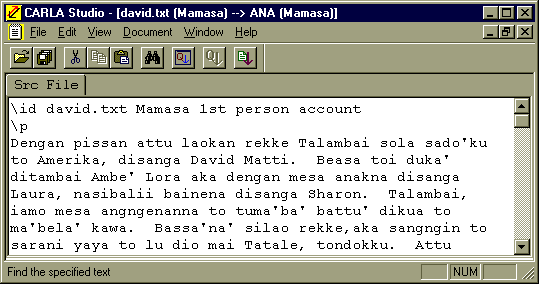 CARLA Studio - [david.txt (Mamasa) --> ANA (Mamasa)]
File Edit View Document Window Help
Src File
\id david.txt Mamasa 1st person account
\p
Dengan pissan attu laokan rekke Talambai sola sado'ku
to Amerika, disanga David Matti.  Beasa toi duka'
ditambai Ambe' Lora aka dengan mesa anakna disanga
Laura, nasibalii bainena disanga Sharon.  Talambai,
iamo mesa angngenanna to tuma'ba' battu' dikua to
ma'bela' kawa.  Bassa'na' silao rekke,aka sangngin to
sarani yaya to lu dio mai Tatale, tondokku.  Attu
Find the specified text
NUM